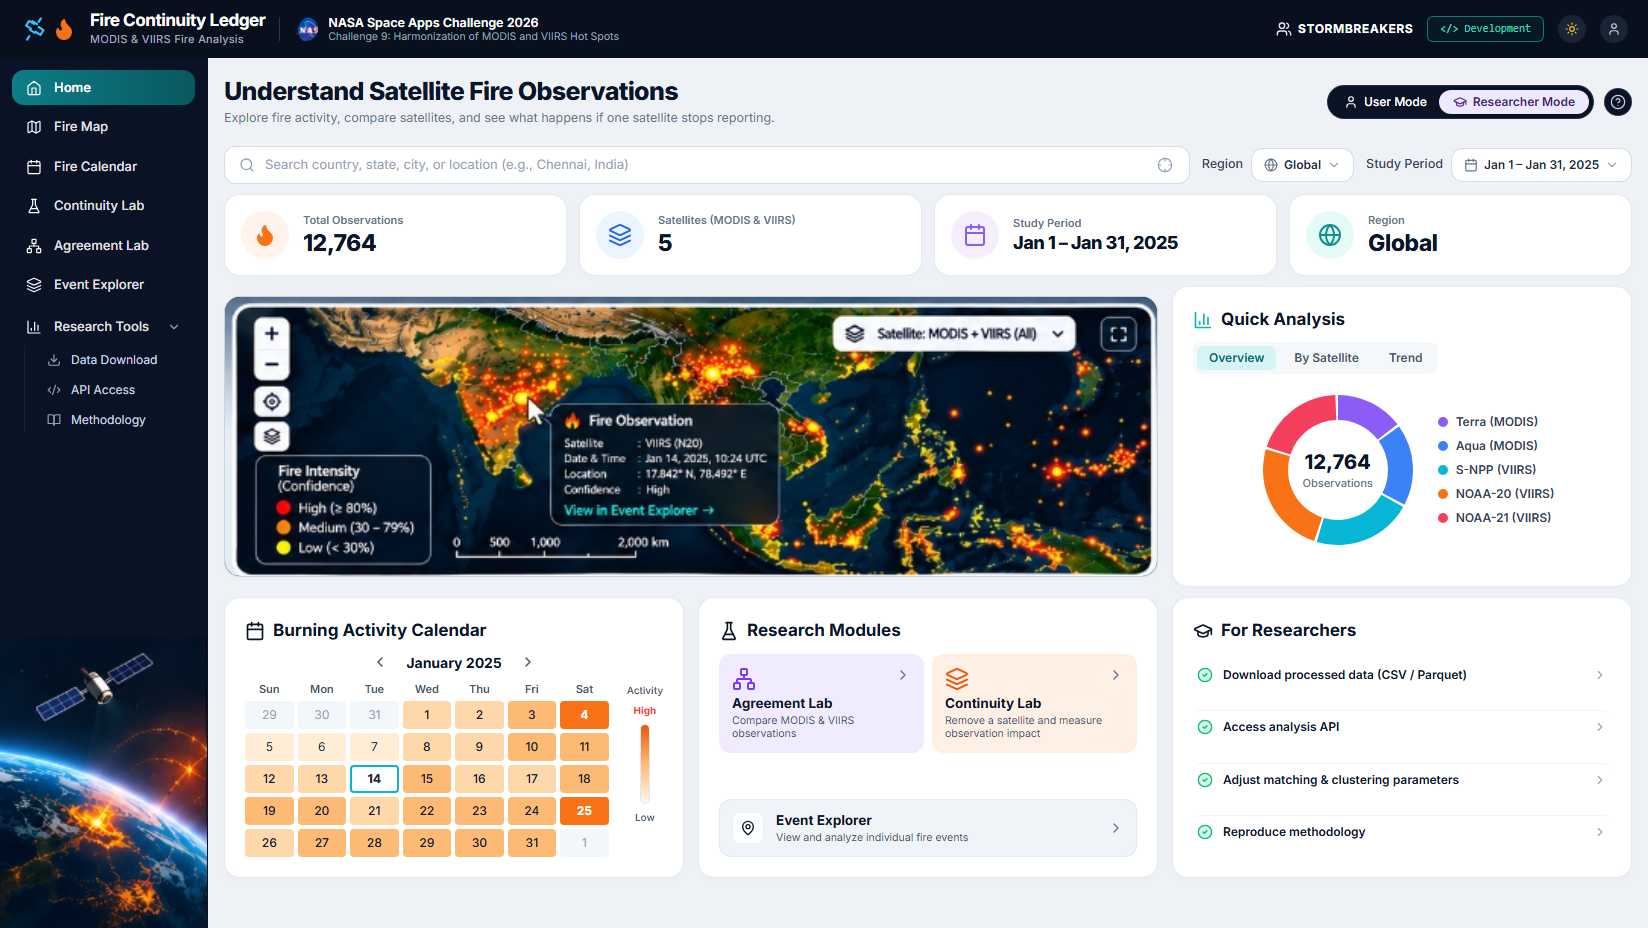 Fire Continuity Ledger
MODIS & VIIRS Fire Analysis
NASA
NASA Space Apps Challenge 2026
Challenge 9: Harmonization of MODIS and VIIRS Hot Spots
STORMBREAKERS
</> Development
Home
Fire Map
Fire Calendar
Continuity Lab
Agreement Lab
Event Explorer
Research Tools
Data Download
</> API Access
Methodology
Understand Satellite Fire Observations
Explore fire activity, compare satellites, and see what happens if one satellite stops reporting.
User Mode
Researcher Mode
?
Search country, state, city, or location (e.g., Chennai, India)
Region
Global
Study Period
Jan 1 – Jan 31, 2025
Total Observations
12,764
Satellites (MODIS & VIIRS)
5
Study Period
Jan 1 – Jan 31, 2025
Region
Global
+
−
Satellite: MODIS + VIIRS (All)
Fire Observation
Satellite : VIIRS (N20)
Date & Time : Jan 14, 2025, 10:24 UTC
Location : 17.842° N, 78.492° E
Confidence : High
View in Event Explorer →
Fire Intensity
(Confidence)
High (≥ 80%)
Medium (30 – 79%)
Low (< 30%)
0 500 1,000 2,000 km
Quick Analysis
Overview By Satellite Trend
12,764
Observations
Terra (MODIS)
Aqua (MODIS)
S-NPP (VIIRS)
NOAA-20 (VIIRS)
NOAA-21 (VIIRS)
Burning Activity Calendar
January 2025
Sun Mon Tue Wed Thu Fri Sat
29 30 31 1 2 3 4
5 6 7 8 9 10 11
12 13 14 15 16 17 18
19 20 21 22 23 24 25
26 27 28 29 30 31 1
Activity
High
Low
Research Modules
Agreement Lab
Compare MODIS & VIIRS
observations
Continuity Lab
Remove a satellite and measure
observation impact
Event Explorer
View and analyze individual fire events
For Researchers
Download processed data (CSV / Parquet)
Access analysis API
Adjust matching & clustering parameters
Reproduce methodology